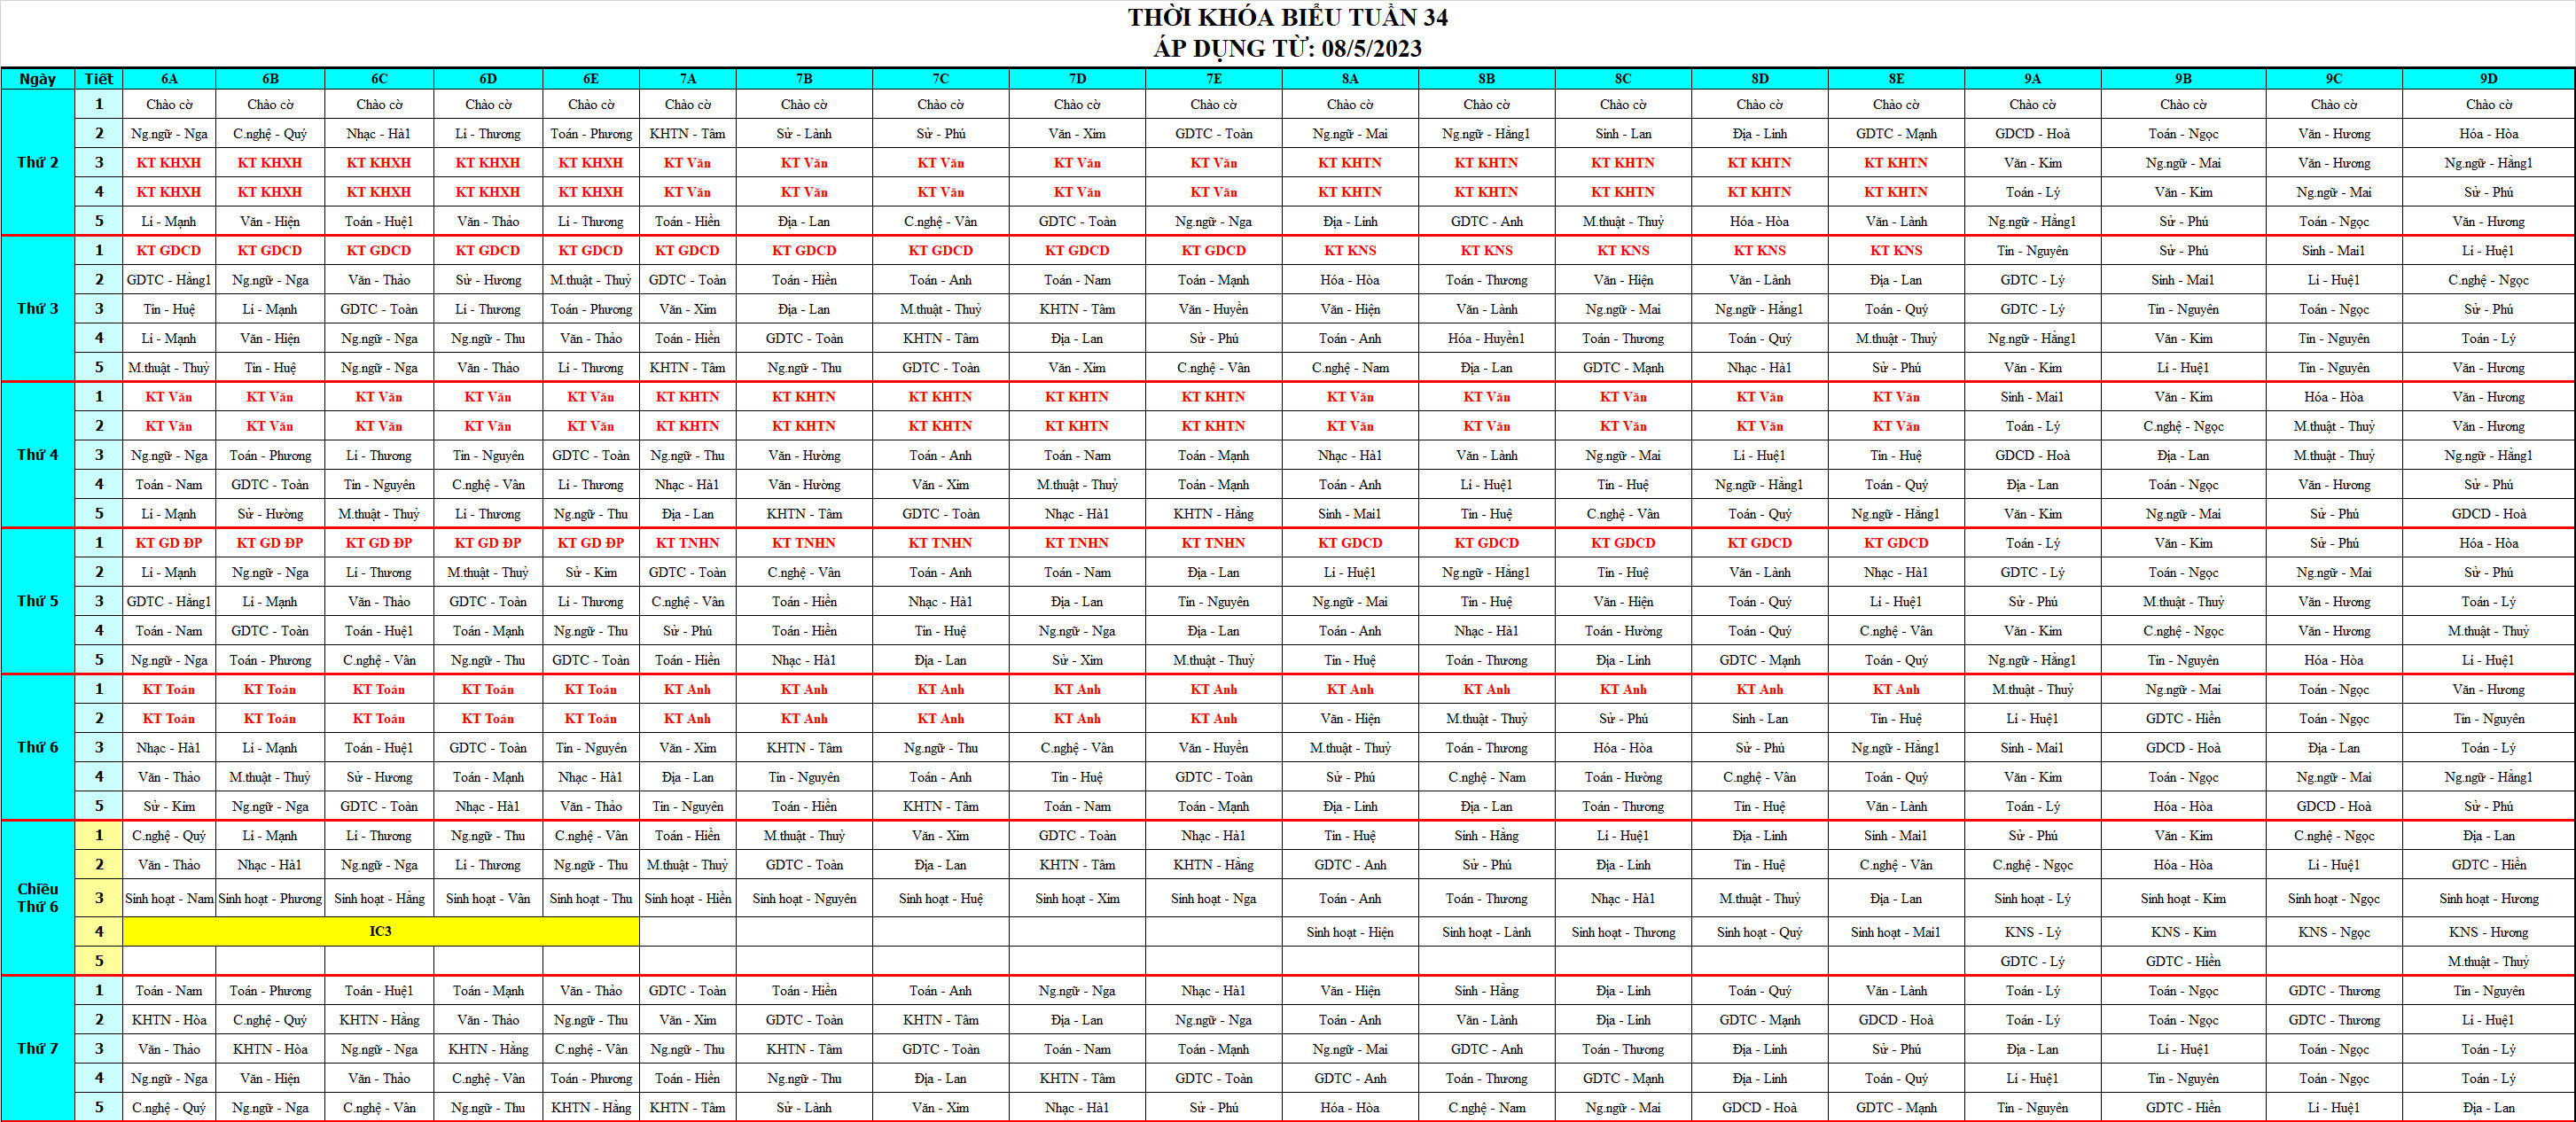 THỜI KHÓA BIỂU TUẦN 34
ÁP DỤNG TỪ: 08/5/2023
Ngày Tiết 6A 6B 6C 6D 6E 7A 7B 7C 7D 7E 8A 8B 8C 8D 8E 9A 9B 9C 9D
1 Chào cờ Chào cờ Chào cờ Chào cờ Chào cờ Chào cờ Chào cờ Chào cờ Chào cờ Chào cờ Chào cờ Chào cờ Chào cờ Chào cờ Chào cờ Chào cờ Chào cờ Chào cờ Chào cờ
2 Ng.ngữ - Nga C.nghệ - Quý Nhạc - Hà1 Lí - Thương Toán - Phương KHTN - Tâm Sử - Lành Sử - Phú Văn - Xim GDTC - Toàn Ng.ngữ - Mai Ng.ngữ - Hằng1 Sinh - Lan Địa - Linh GDTC - Mạnh GDCD - Hoà Toán - Ngọc Văn - Hương Hóa - Hòa
Thứ 2 3 KT KHXH KT KHXH KT KHXH KT KHXH KT KHXH KT Văn KT Văn KT Văn KT Văn KT Văn KT KHTN KT KHTN KT KHTN KT KHTN KT KHTN Văn - Kim Ng.ngữ - Mai Văn - Hương Ng.ngữ - Hằng1
4 KT KHXH KT KHXH KT KHXH KT KHXH KT KHXH KT Văn KT Văn KT Văn KT Văn KT Văn KT KHTN KT KHTN KT KHTN KT KHTN KT KHTN Toán - Lý Văn - Kim Ng.ngữ - Mai Sử - Phú
5 Lí - Mạnh Văn - Hiện Toán - Huệ1 Văn - Thảo Lí - Thương Toán - Hiền Địa - Lan C.nghệ - Vân GDTC - Toàn Ng.ngữ - Nga Địa - Linh GDTC - Anh M.thuật - Thuỷ Hóa - Hòa Văn - Lành Ng.ngữ - Hằng1 Sử - Phú Toán - Ngọc Văn - Hương
1 KT GDCD KT GDCD KT GDCD KT GDCD KT GDCD KT GDCD KT GDCD KT GDCD KT GDCD KT GDCD KT KNS KT KNS KT KNS KT KNS KT KNS Tin - Nguyên Sử - Phú Sinh - Mai1 Lí - Huệ1
2 GDTC - Hằng1 Ng.ngữ - Nga Văn - Thảo Sử - Hương M.thuật - Thuỷ GDTC - Toàn Toán - Hiền Toán - Anh Toán - Nam Toán - Mạnh Hóa - Hòa Toán - Thương Văn - Hiện Văn - Lành Địa - Lan GDTC - Lý Sinh - Mai1 Lí - Huệ1 C.nghệ - Ngọc
Thứ 3 3 Tin - Huệ Lí - Mạnh GDTC - Toàn Lí - Thương Toán - Phương Văn - Xim Địa - Lan M.thuật - Thuỷ KHTN - Tâm Văn - Huyền Văn - Hiện Văn - Lành Ng.ngữ - Mai Ng.ngữ - Hằng1 Toán - Quý GDTC - Lý Tin - Nguyên Toán - Ngọc Sử - Phú
4 Lí - Mạnh Văn - Hiện Ng.ngữ - Nga Ng.ngữ - Thu Văn - Thảo Toán - Hiền GDTC - Toàn KHTN - Tâm Địa - Lan Sử - Phú Toán - Anh Hóa - Huyền1 Toán - Thương Toán - Quý M.thuật - Thuỷ Ng.ngữ - Hằng1 Văn - Kim Tin - Nguyên Toán - Lý
5 M.thuật - Thuỷ Tin - Huệ Ng.ngữ - Nga Văn - Thảo Lí - Thương KHTN - Tâm Ng.ngữ - Thu GDTC - Toàn Văn - Xim C.nghệ - Vân C.nghệ - Nam Địa - Lan GDTC - Mạnh Nhạc - Hà1 Sử - Phú Văn - Kim Lí - Huệ1 Tin - Nguyên Văn - Hương
1 KT Văn KT Văn KT Văn KT Văn KT Văn KT KHTN KT KHTN KT KHTN KT KHTN KT KHTN KT Văn KT Văn KT Văn KT Văn KT Văn Sinh - Mai1 Văn - Kim Hóa - Hòa Văn - Hương
2 KT Văn KT Văn KT Văn KT Văn KT Văn KT KHTN KT KHTN KT KHTN KT KHTN KT KHTN KT Văn KT Văn KT Văn KT Văn KT Văn Toán - Lý C.nghệ - Ngọc M.thuật - Thuỷ Văn - Hương
Thứ 4 3 Ng.ngữ - Nga Toán - Phương Lí - Thương Tin - Nguyên GDTC - Toàn Ng.ngữ - Thu Văn - Hường Toán - Anh Toán - Nam Toán - Mạnh Nhạc - Hà1 Văn - Lành Ng.ngữ - Mai Lí - Huệ1 Tin - Huệ GDCD - Hoà Địa - Lan M.thuật - Thuỷ Ng.ngữ - Hằng1
4 Toán - Nam GDTC - Toàn Tin - Nguyên C.nghệ - Vân Lí - Thương Nhạc - Hà1 Văn - Hường Văn - Xim M.thuật - Thuỷ Toán - Mạnh Toán - Anh Lí - Huệ1 Tin - Huệ Ng.ngữ - Hằng1 Toán - Quý Địa - Lan Toán - Ngọc Văn - Hương Sử - Phú
5 Lí - Mạnh Sử - Hường M.thuật - Thuỷ Lí - Thương Ng.ngữ - Thu Địa - Lan KHTN - Tâm GDTC - Toàn Nhạc - Hà1 KHTN - Hằng Sinh - Mai1 Tin - Huệ C.nghệ - Vân Toán - Quý Ng.ngữ - Hằng1 Văn - Kim Ng.ngữ - Mai Sử - Phú GDCD - Hoà
1 KT GD ĐP KT GD ĐP KT GD ĐP KT GD ĐP KT GD ĐP KT TNHN KT TNHN KT TNHN KT TNHN KT TNHN KT GDCD KT GDCD KT GDCD KT GDCD KT GDCD Toán - Lý Văn - Kim Sử - Phú Hóa - Hòa
2 Lí - Mạnh Ng.ngữ - Nga Lí - Thương M.thuật - Thuỷ Sử - Kim GDTC - Toàn C.nghệ - Vân Toán - Anh Toán - Nam Địa - Lan Lí - Huệ1 Ng.ngữ - Hằng1 Tin - Huệ Văn - Lành Nhạc - Hà1 GDTC - Lý Toán - Ngọc Ng.ngữ - Mai Sử - Phú
Thứ 5 3 GDTC - Hằng1 Lí - Mạnh Văn - Thảo GDTC - Toàn Lí - Thương C.nghệ - Vân Toán - Hiền Nhạc - Hà1 Địa - Lan Tin - Nguyên Ng.ngữ - Mai Tin - Huệ Văn - Hiện Toán - Quý Lí - Huệ1 Sử - Phú M.thuật - Thuỷ Văn - Hương Toán - Lý
4 Toán - Nam GDTC - Toàn Toán - Huệ1 Toán - Mạnh Ng.ngữ - Thu Sử - Phú Toán - Hiền Tin - Huệ Ng.ngữ - Nga Địa - Lan Toán - Anh Nhạc - Hà1 Toán - Hường Toán - Quý C.nghệ - Vân Văn - Kim C.nghệ - Ngọc Văn - Hương M.thuật - Thuỷ
5 Ng.ngữ - Nga Toán - Phương C.nghệ - Vân Ng.ngữ - Thu GDTC - Toàn Toán - Hiền Nhạc - Hà1 Địa - Lan Sử - Xim M.thuật - Thuỷ Tin - Huệ Toán - Thương Địa - Linh GDTC - Mạnh Toán - Quý Ng.ngữ - Hằng1 Tin - Nguyên Hóa - Hòa Lí - Huệ1
1 KT Toán KT Toán KT Toán KT Toán KT Toán KT Anh KT Anh KT Anh KT Anh KT Anh KT Anh KT Anh KT Anh KT Anh KT Anh M.thuật - Thuỷ Ng.ngữ - Mai Toán - Ngọc Văn - Hương
2 KT Toán KT Toán KT Toán KT Toán KT Toán KT Anh KT Anh KT Anh KT Anh KT Anh Văn - Hiện M.thuật - Thuỷ Sử - Phú Sinh - Lan Tin - Huệ Lí - Huệ1 GDTC - Hiền Toán - Ngọc Tin - Nguyên
Thứ 6 3 Nhạc - Hà1 Lí - Mạnh Toán - Huệ1 GDTC - Toàn Tin - Nguyên Văn - Xim KHTN - Tâm Ng.ngữ - Thu C.nghệ - Vân Văn - Huyền M.thuật - Thuỷ Toán - Thương Hóa - Hòa Sử - Phú Ng.ngữ - Hằng1 Sinh - Mai1 GDCD - Hoà Địa - Lan Toán - Lý
4 Văn - Thảo M.thuật - Thuỷ Sử - Hương Toán - Mạnh Nhạc - Hà1 Địa - Lan Tin - Nguyên Toán - Anh Tin - Huệ GDTC - Toàn Sử - Phú C.nghệ - Nam Toán - Hường C.nghệ - Vân Toán - Quý Văn - Kim Toán - Ngọc Ng.ngữ - Mai Ng.ngữ - Hằng1
5 Sử - Kim Ng.ngữ - Nga GDTC - Toàn Nhạc - Hà1 Văn - Thảo Tin - Nguyên Toán - Hiền KHTN - Tâm Toán - Nam Toán - Mạnh Địa - Linh Địa - Lan Toán - Thương Tin - Huệ Văn - Lành Toán - Lý Hóa - Hòa GDCD - Hoà Sử - Phú
1 C.nghệ - Quý Lí - Mạnh Lí - Thương Ng.ngữ - Thu C.nghệ - Vân Toán - Hiền M.thuật - Thuỷ Văn - Xim GDTC - Toàn Nhạc - Hà1 Tin - Huệ Sinh - Hằng Lí - Huệ1 Địa - Linh Sinh - Mai1 Sử - Phú Văn - Kim C.nghệ - Ngọc Địa - Lan
2 Văn - Thảo Nhạc - Hà1 Ng.ngữ - Nga Lí - Thương Ng.ngữ - Thu M.thuật - Thuỷ GDTC - Toàn Địa - Lan KHTN - Tâm KHTN - Hằng GDTC - Anh Sử - Phú Địa - Linh Tin - Huệ C.nghệ - Vân C.nghệ - Ngọc Hóa - Hòa Lí - Huệ1 GDTC - Hiền
Chiều Thứ 6 3 Sinh hoạt - Nam Sinh hoạt - Phương Sinh hoạt - Hằng Sinh hoạt - Vân Sinh hoạt - Thu Sinh hoạt - Hiền Sinh hoạt - Nguyên Sinh hoạt - Huệ Sinh hoạt - Xim Sinh hoạt - Nga Toán - Anh Toán - Thương Nhạc - Hà1 M.thuật - Thuỷ Địa - Lan Sinh hoạt - Lý Sinh hoạt - Kim Sinh hoạt - Ngọc Sinh hoạt - Hương
4 IC3 Sinh hoạt - Hiện Sinh hoạt - Lành Sinh hoạt - Thương Sinh hoạt - Quý Sinh hoạt - Mai1 KNS - Lý KNS - Kim KNS - Ngọc KNS - Hương
5 GDTC - Lý GDTC - Hiền M.thuật - Thuỷ
1 Toán - Nam Toán - Phương Toán - Huệ1 Toán - Mạnh Văn - Thảo GDTC - Toàn Toán - Hiền Toán - Anh Ng.ngữ - Nga Nhạc - Hà1 Văn - Hiện Sinh - Hằng Địa - Linh Toán - Quý Văn - Lành Toán - Lý Toán - Ngọc GDTC - Thương Tin - Nguyên
2 KHTN - Hòa C.nghệ - Quý KHTN - Hằng Văn - Thảo Ng.ngữ - Thu Văn - Xim GDTC - Toàn KHTN - Tâm Địa - Lan Ng.ngữ - Nga Toán - Anh Văn - Lành Địa - Linh GDTC - Mạnh GDCD - Hoà Toán - Lý Toán - Ngọc GDTC - Thương Lí - Huệ1
Thứ 7 3 Văn - Thảo KHTN - Hòa Ng.ngữ - Nga KHTN - Hằng C.nghệ - Vân Ng.ngữ - Thu KHTN - Tâm GDTC - Toàn Toán - Nam Toán - Mạnh Ng.ngữ - Mai GDTC - Anh Toán - Thương Địa - Linh Sử - Phú Địa - Lan Lí - Huệ1 Toán - Ngọc Toán - Lý
4 Ng.ngữ - Nga Văn - Hiện Văn - Thảo C.nghệ - Vân Toán - Phương Toán - Hiền Ng.ngữ - Thu Địa - Lan KHTN - Tâm GDTC - Toàn GDTC - Anh Toán - Thương GDTC - Mạnh Địa - Linh Toán - Quý Lí - Huệ1 Tin - Nguyên Toán - Ngọc Toán - Lý
5 C.nghệ - Quý Ng.ngữ - Nga C.nghệ - Vân Ng.ngữ - Thu KHTN - Hằng KHTN - Tâm Sử - Lành Văn - Xim Nhạc - Hà1 Sử - Phú Hóa - Hòa C.nghệ - Nam Ng.ngữ - Mai GDCD - Hoà GDTC - Mạnh Tin - Nguyên GDTC - Hiền Lí - Huệ1 Địa - Lan